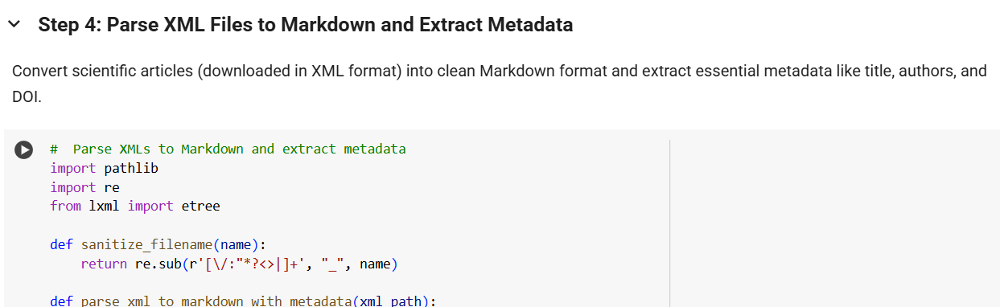 Step 4: Parse XML Files to Markdown and Extract Metadata
Convert scientific articles (downloaded in XML format) into clean Markdown format and extract essential metadata like title, authors, and
DOI.
#  Parse XMLs to Markdown and extract metadata
import pathlib
import re
from lxml import etree
def sanitize_filename(name):
    return re.sub(r'[\/:"*?<>|]+', "_", name)
def parse_xml_to_markdown_with_metadata(xml_path):